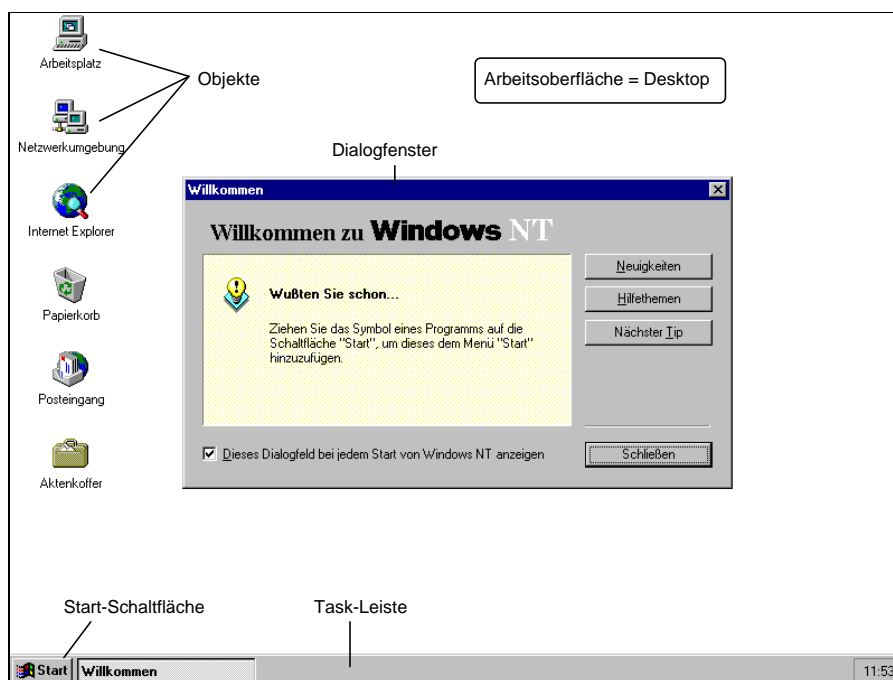 Arbeitsplatz
Objekte
Arbeitsoberfläche = Desktop
Netzwerkumgebung
Dialogfenster
Internet Explorer
Papierkorb
Posteingang
Aktenkoffer
Willkommen
Willkommen zu Windows NT
Wußten Sie schon...
Ziehen Sie das Symbol eines Programms auf die
Schaltfläche "Start", um dieses dem Menü "Start"
hinzuzufügen.
Neuigkeiten
Hilfethemen
Nächster Tip
Dieses Dialogfeld bei jedem Start von Windows NT anzeigen
Schließen
Start-Schaltfläche
Task-Leiste
Start
Willkommen
11:53